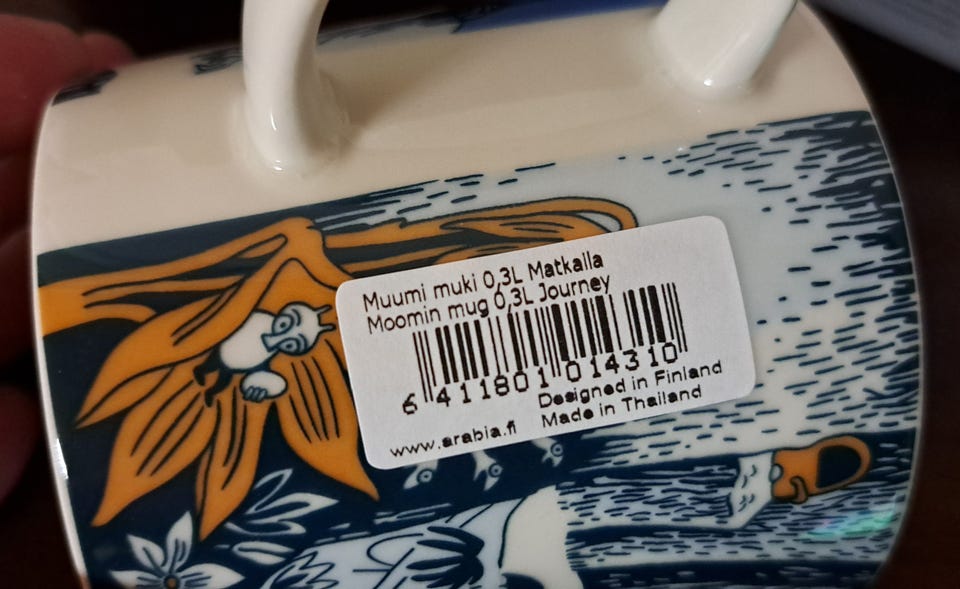 Muumi muki 0,3L Matkalla
Moomin mug 0,3L Journey
6 411801 014310
Designed in Finland
www.arabia.fi Made in Thailand